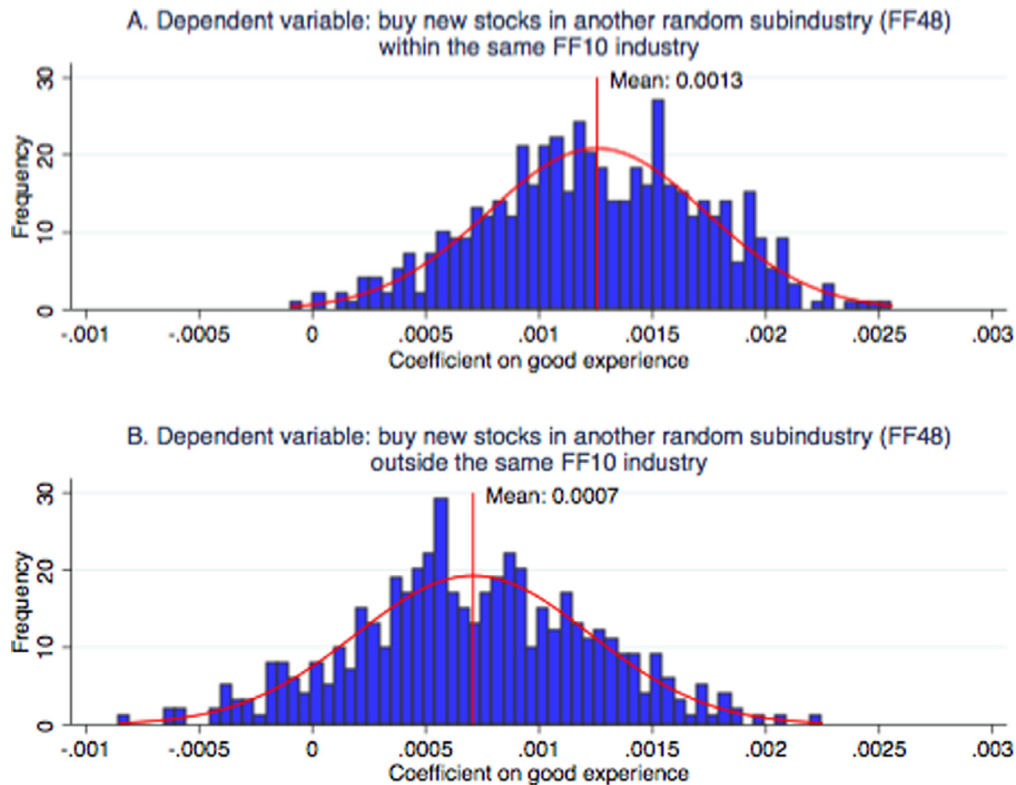 A. Dependent variable: buy new stocks in another random subindustry (FF48)
within the same FF10 industry
Mean: 0.0013
Frequency
30
20
10
0
-.001 -.0005 0 .0005 .001 .0015 .002 .0025 .003
Coefficient on good experience
B. Dependent variable: buy new stocks in another random subindustry (FF48)
outside the same FF10 industry
Mean: 0.0007
Frequency
30
20
10
0
-.001 -.0005 0 .0005 .001 .0015 .002 .0025 .003
Coefficient on good experience